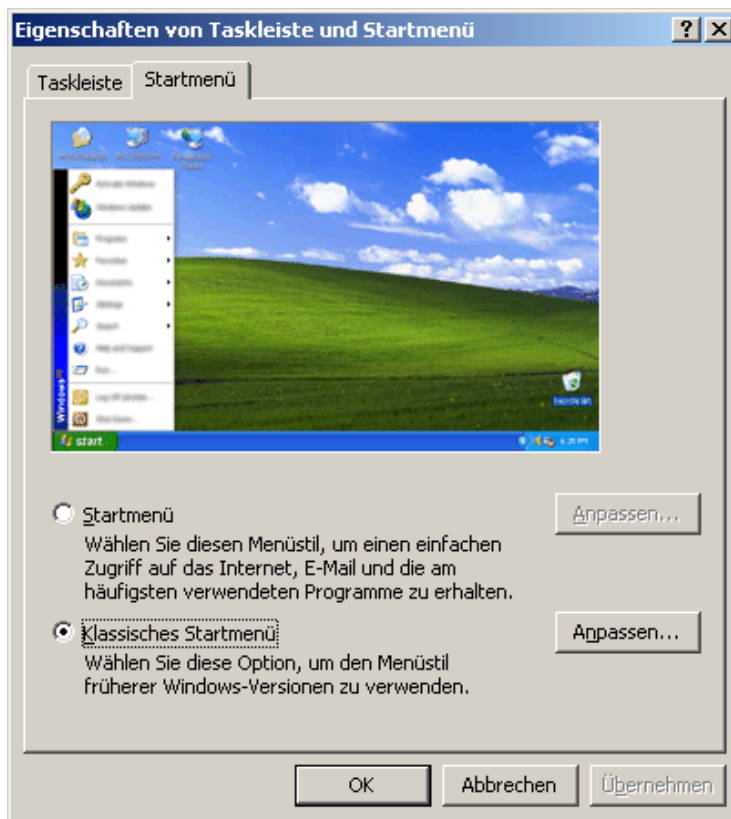 Eigenschaften von Taskleiste und Startmenü
Taskleiste Startmenü
Windows
start
Startmenü Anpassen...
Wählen Sie diesen Menüstil, um einen einfachen
Zugriff auf das Internet, E-Mail und die am
häufigsten verwendeten Programme zu erhalten.
Klassisches Startmenü Anpassen...
Wählen Sie diese Option, um den Menüstil
früherer Windows-Versionen zu verwenden.
OK Abbrechen Übernehmen